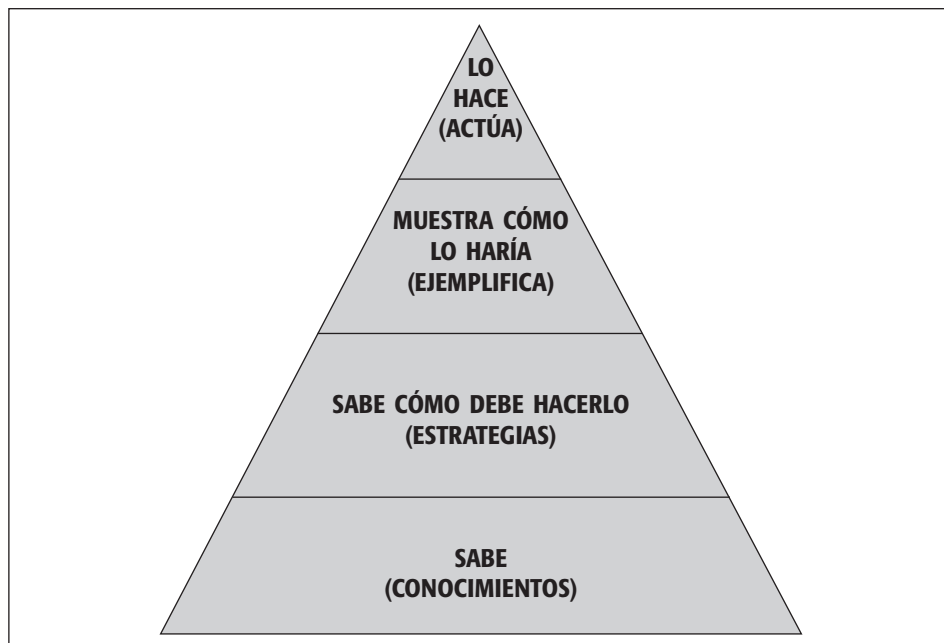 LO
HACE
(ACTÚA)
MUESTRA CÓMO
LO HARÍA
(EJEMPLIFICA)
SABE CÓMO DEBE HACERLO
(ESTRATEGIAS)
SABE
(CONOCIMIENTOS)